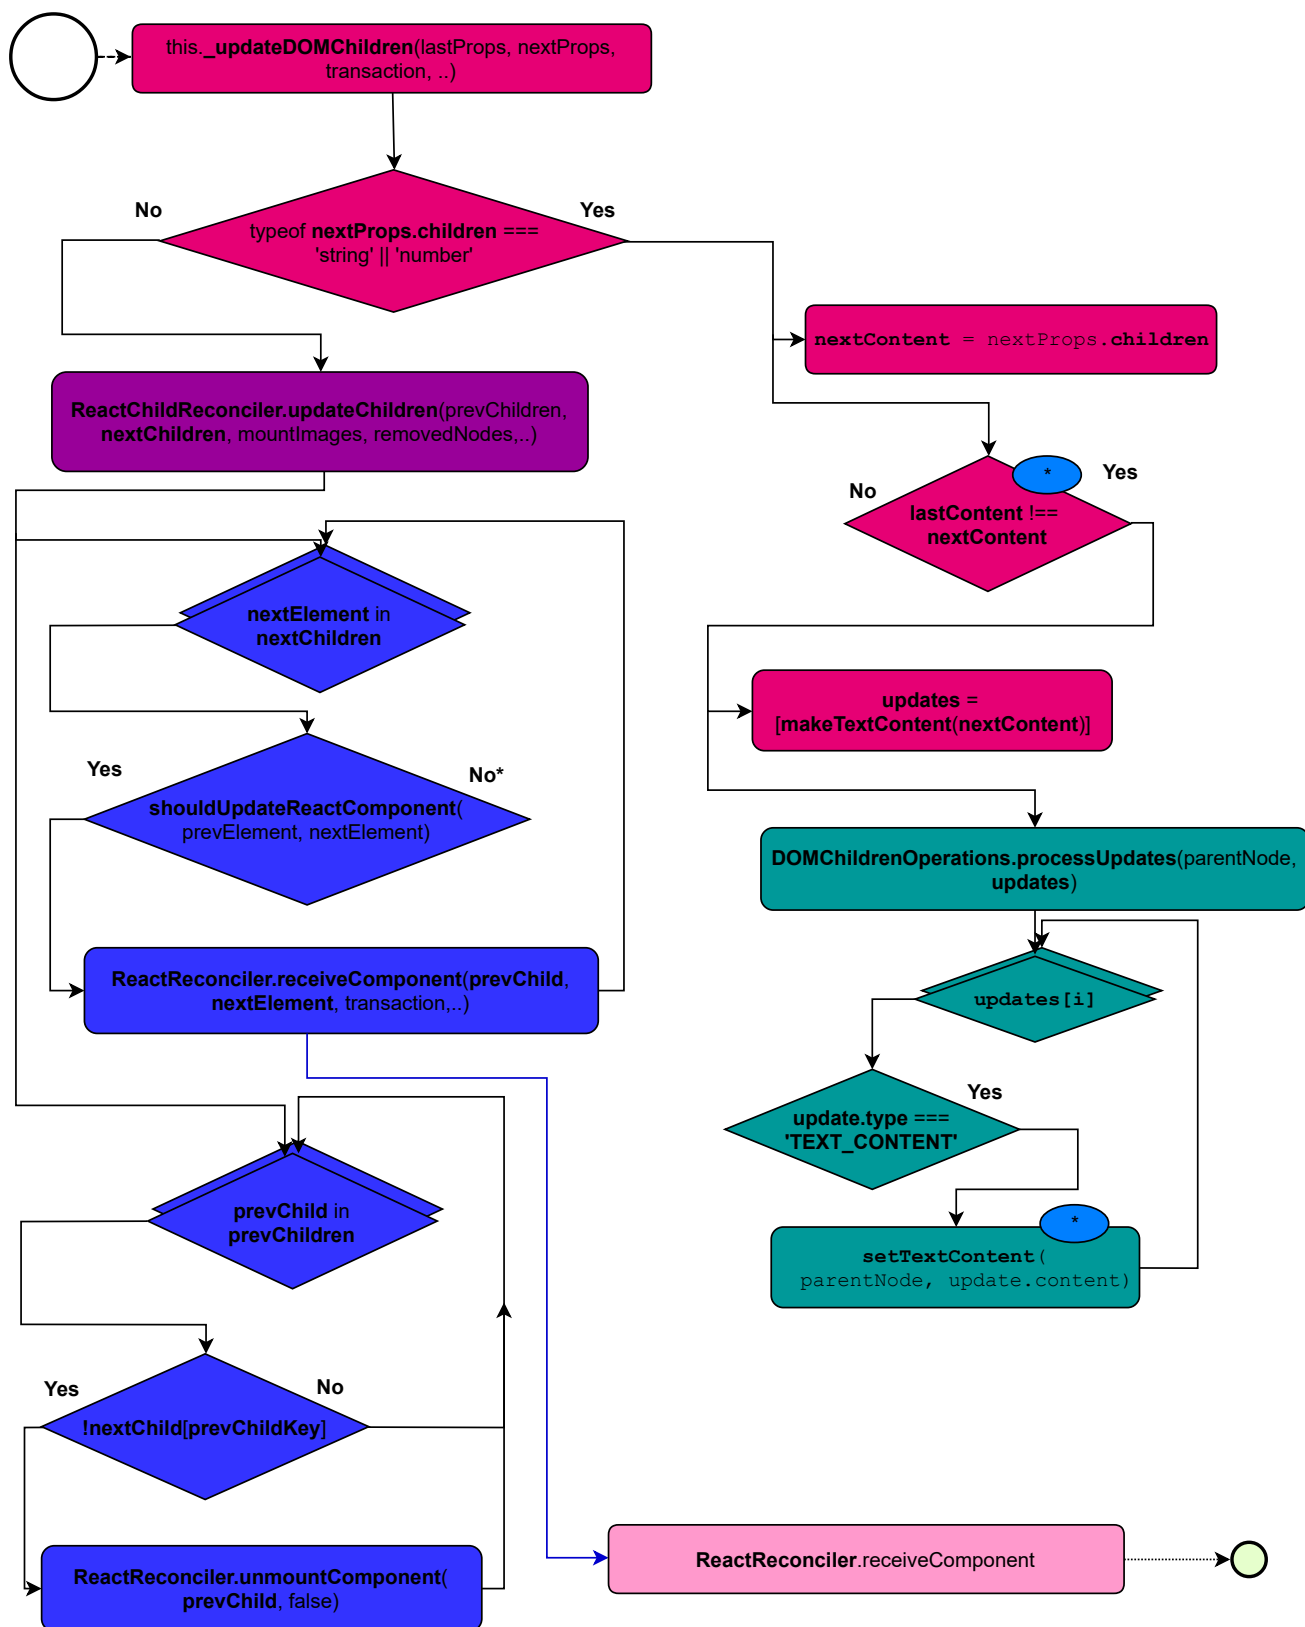 this._updateDOMChildren(lastProps, nextProps,
transaction, ..)
No
Yes
typeof nextProps.children ===
'string' || 'number'
nextContent = nextProps.children
ReactChildReconciler.updateChildren(prevChildren,
nextChildren, mountImages, removedNodes,..)
*
No
Yes
lastContent !==
nextContent
nextElement in
nextChildren
updates =
[makeTextContent(nextContent)]
Yes
No*
shouldUpdateReactComponent(
prevElement, nextElement)
DOMChildrenOperations.processUpdates(parentNode,
updates)
ReactReconciler.receiveComponent(prevChild,
nextElement, transaction,..)
updates[i]
Yes
update.type ===
'TEXT_CONTENT'
prevChild in
prevChildren
*
setTextContent(
parentNode, update.content)
Yes
No
!nextChild[prevChildKey]
ReactReconciler.receiveComponent
ReactReconciler.unmountComponent(
prevChild, false)